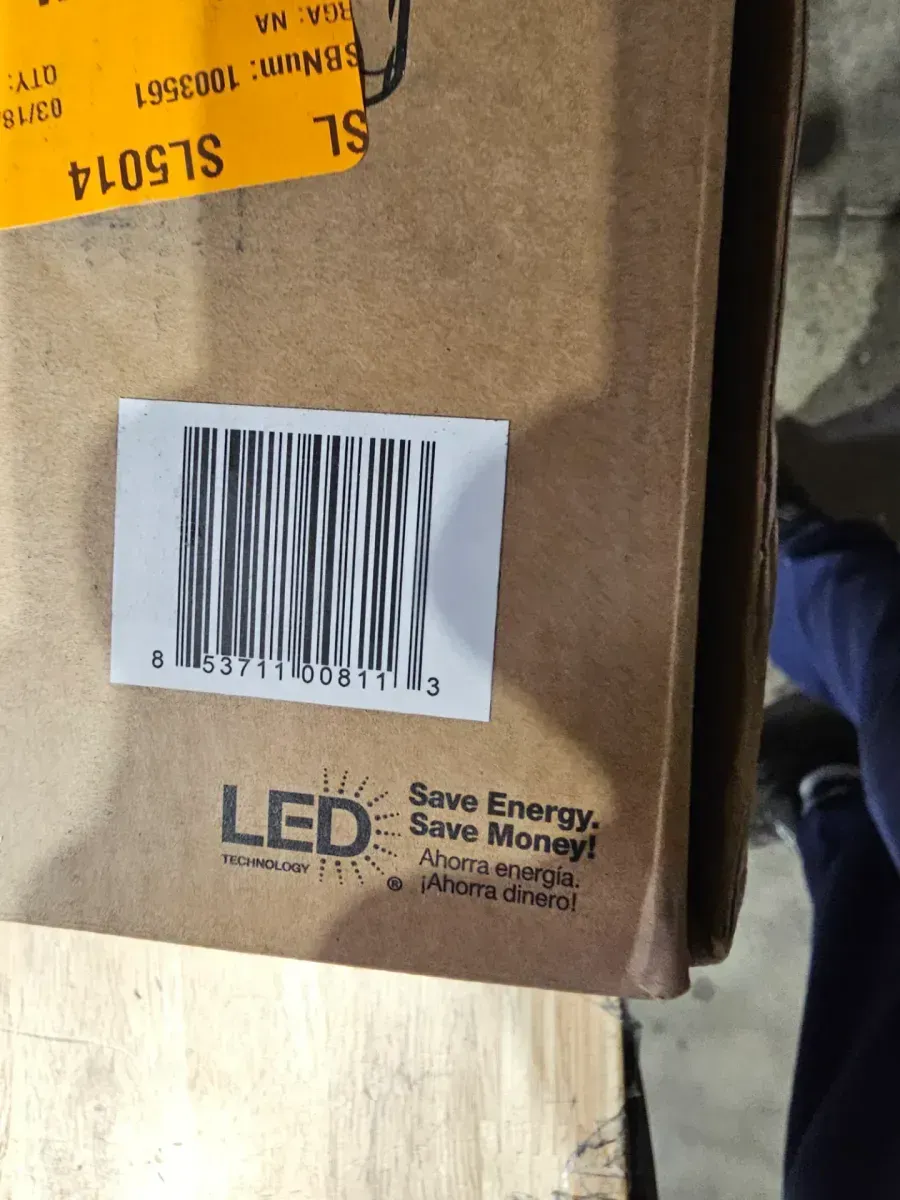 SL5014
SL
03/18
SBNum: 1003561
QTY:
RGA: NA
8 53711 00811 3
LED
TECHNOLOGY
®
Save Energy.
Save Money!
Ahorra energía.
¡Ahorra dinero!